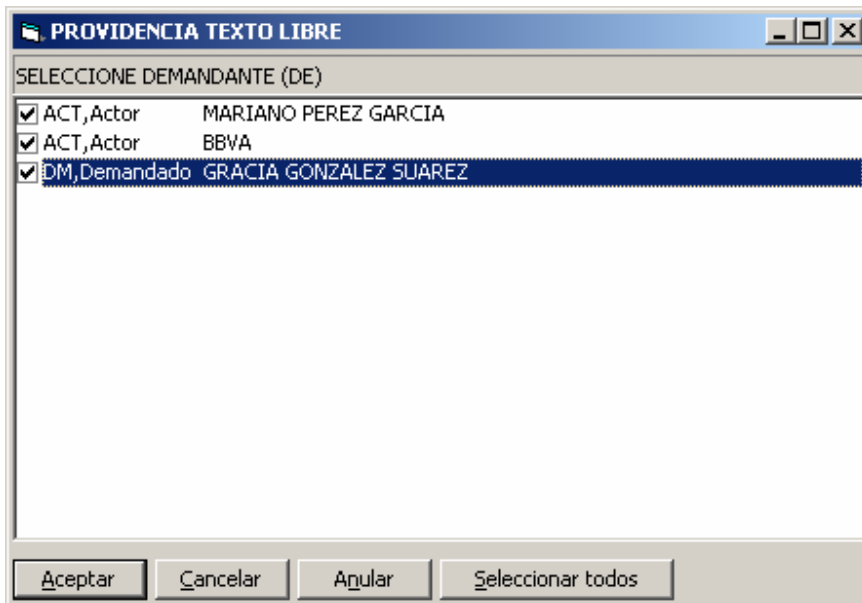 PROVIDENCIA TEXTO LIBRE
SELECCIONE DEMANDANTE (DE)
ACT,Actor MARIANO PEREZ GARCIA
ACT,Actor BBVA
DM,Demandado GRACIA GONZALEZ SUAREZ
Aceptar Cancelar Anular Seleccionar todos